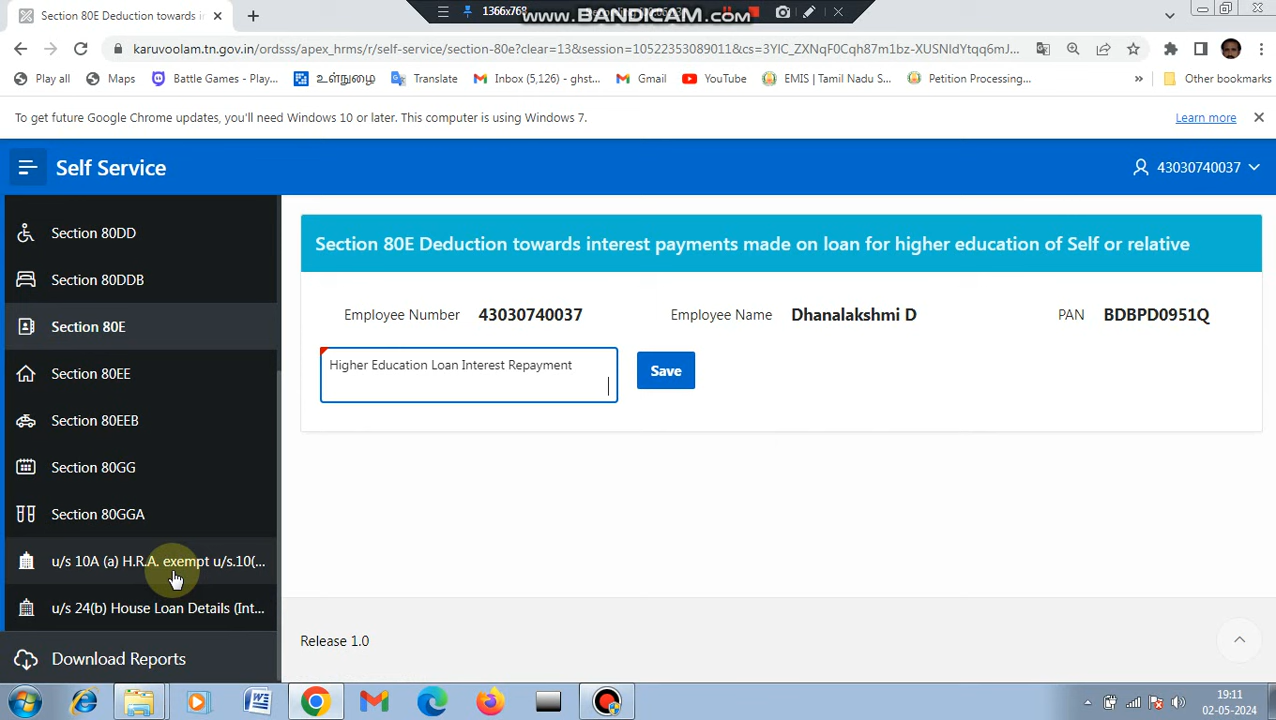 Section 80E Deduction towards in
1366x768
www.BANDICAM.com
karuvoolam.tn.gov.in/ordsss/apex_hrms/r/self-service/section-80e?clear=13&session=10522353089011&cs=3YlC_ZXNqF0Cqh87m1bz-XUSNIdYtqq6mJ...
Play all
Maps
Battle Games - Play...
உள்நுழை
Translate
Inbox (5,126) - ghst...
Gmail
YouTube
EMIS | Tamil Nadu S...
Petition Processing...
»
Other bookmarks
To get future Google Chrome updates, you'll need Windows 10 or later. This computer is using Windows 7.
Learn more
Self Service
43030740037
Section 80DD
Section 80DDB
Section 80E
Section 80EE
Section 80EEB
Section 80GG
Section 80GGA
u/s 10A (a) H.R.A. exempt u/s.10(...
u/s 24(b) House Loan Details (Int...
Download Reports
Section 80E Deduction towards interest payments made on loan for higher education of Self or relative
Employee Number 43030740037 Employee Name Dhanalakshmi D PAN BDBPD0951Q
Higher Education Loan Interest Repayment
Save
Release 1.0
19:11
02-05-2024